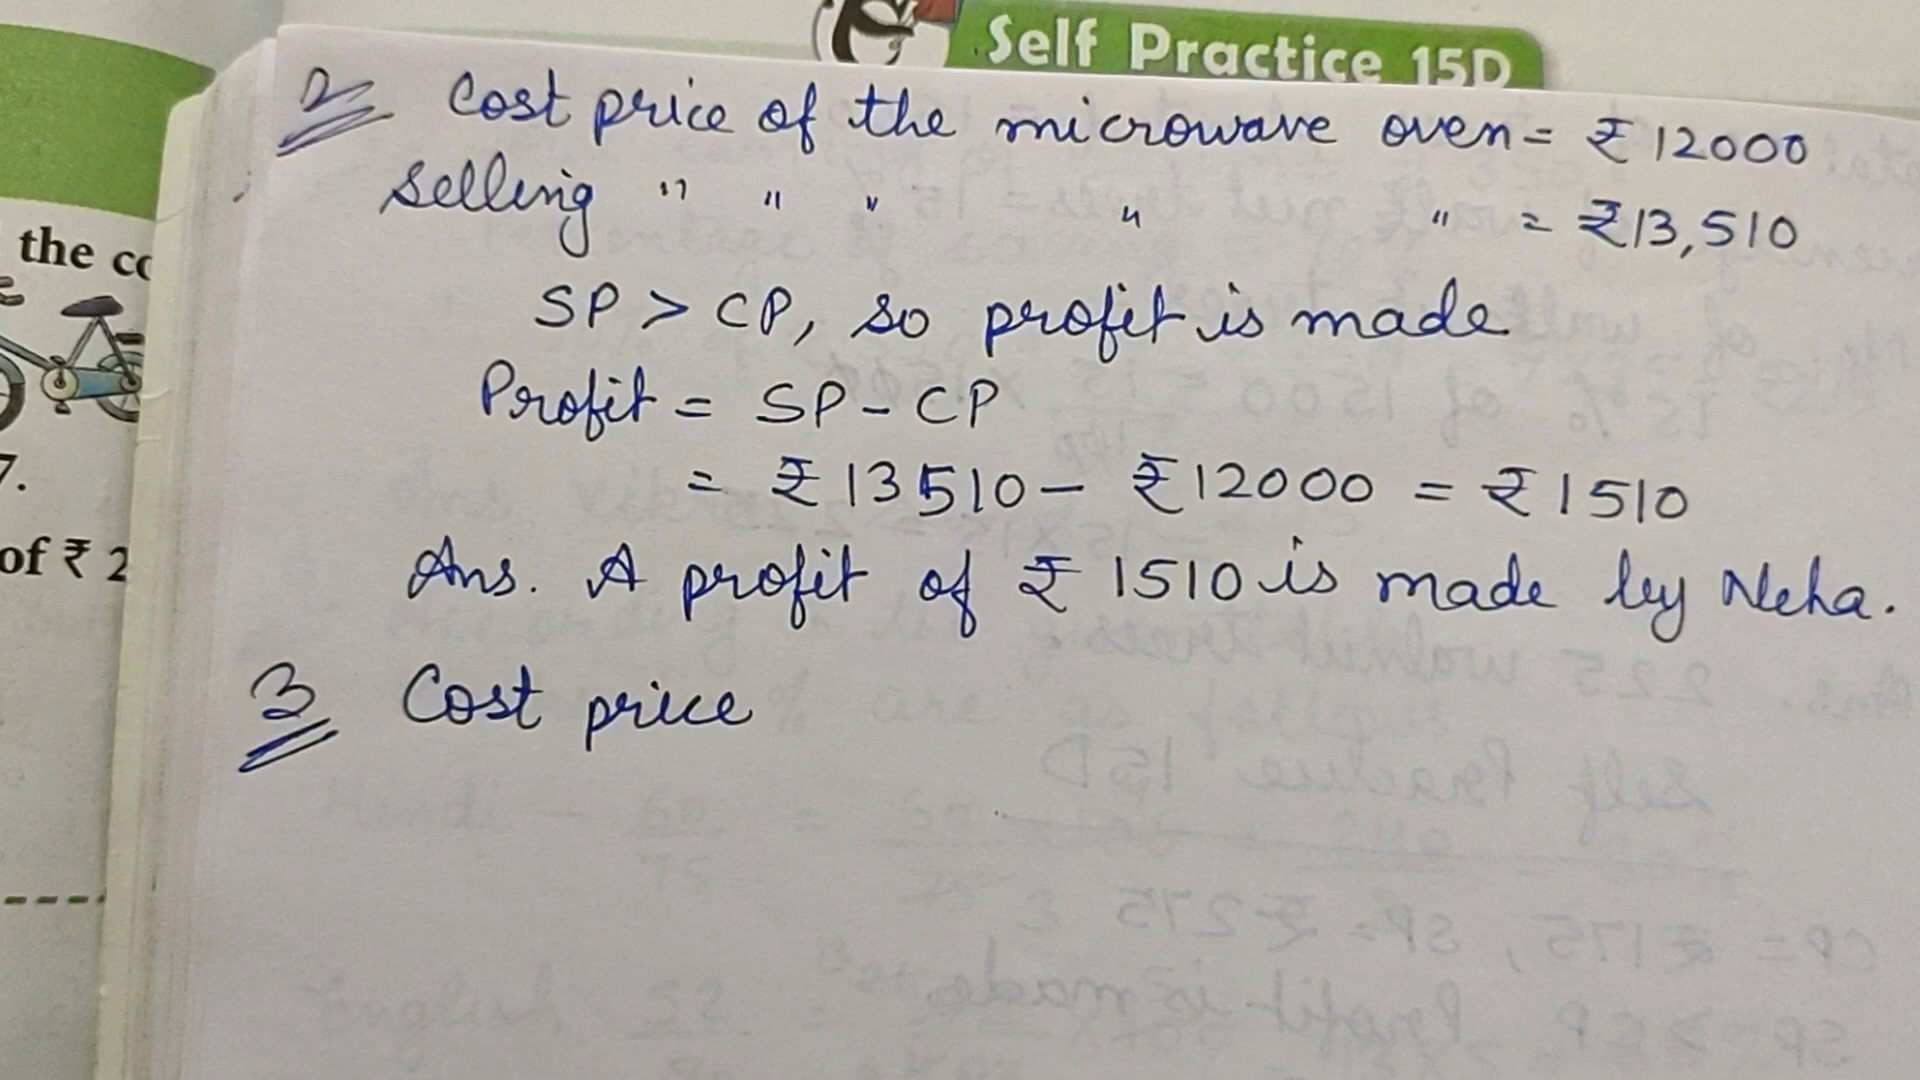 Self Practice 15D
2 Cost price of the microwave oven = ₹ 12000
Selling " " " " " = ₹13,510
SP > CP, so profit is made
Profit = SP - CP
= ₹ 13510 - ₹ 12000 = ₹ 1510
Ans. A profit of ₹ 1510 is made by Neha.
3 Cost price
the
7.
of ₹ 2